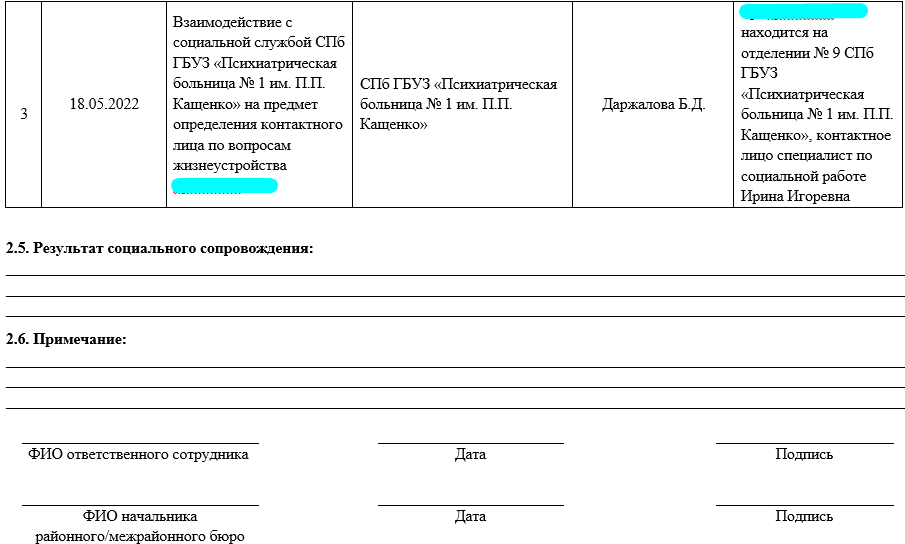 3
18.05.2022
Взаимодействие с
социальной службой СПб
ГБУЗ «Психиатрическая
больница № 1 им. П.П.
Кащенко» на предмет
определения контактного
лица по вопросам
жизнеустройства
СПб ГБУЗ «Психиатрическая
больница № 1 им. П.П.
Кащенко»
Даржалова Б.Д.
находится на
отделении № 9 СПб
ГБУЗ
«Психиатрическая
больница № 1 им. П.П.
Кащенко», контактное
лицо специалист по
социальной работе
Ирина Игоревна
2.5. Результат социального сопровождения:
2.6. Примечание:
ФИО ответственного сотрудника Дата Подпись
ФИО начальника Дата Подпись
районного/межрайонного бюро